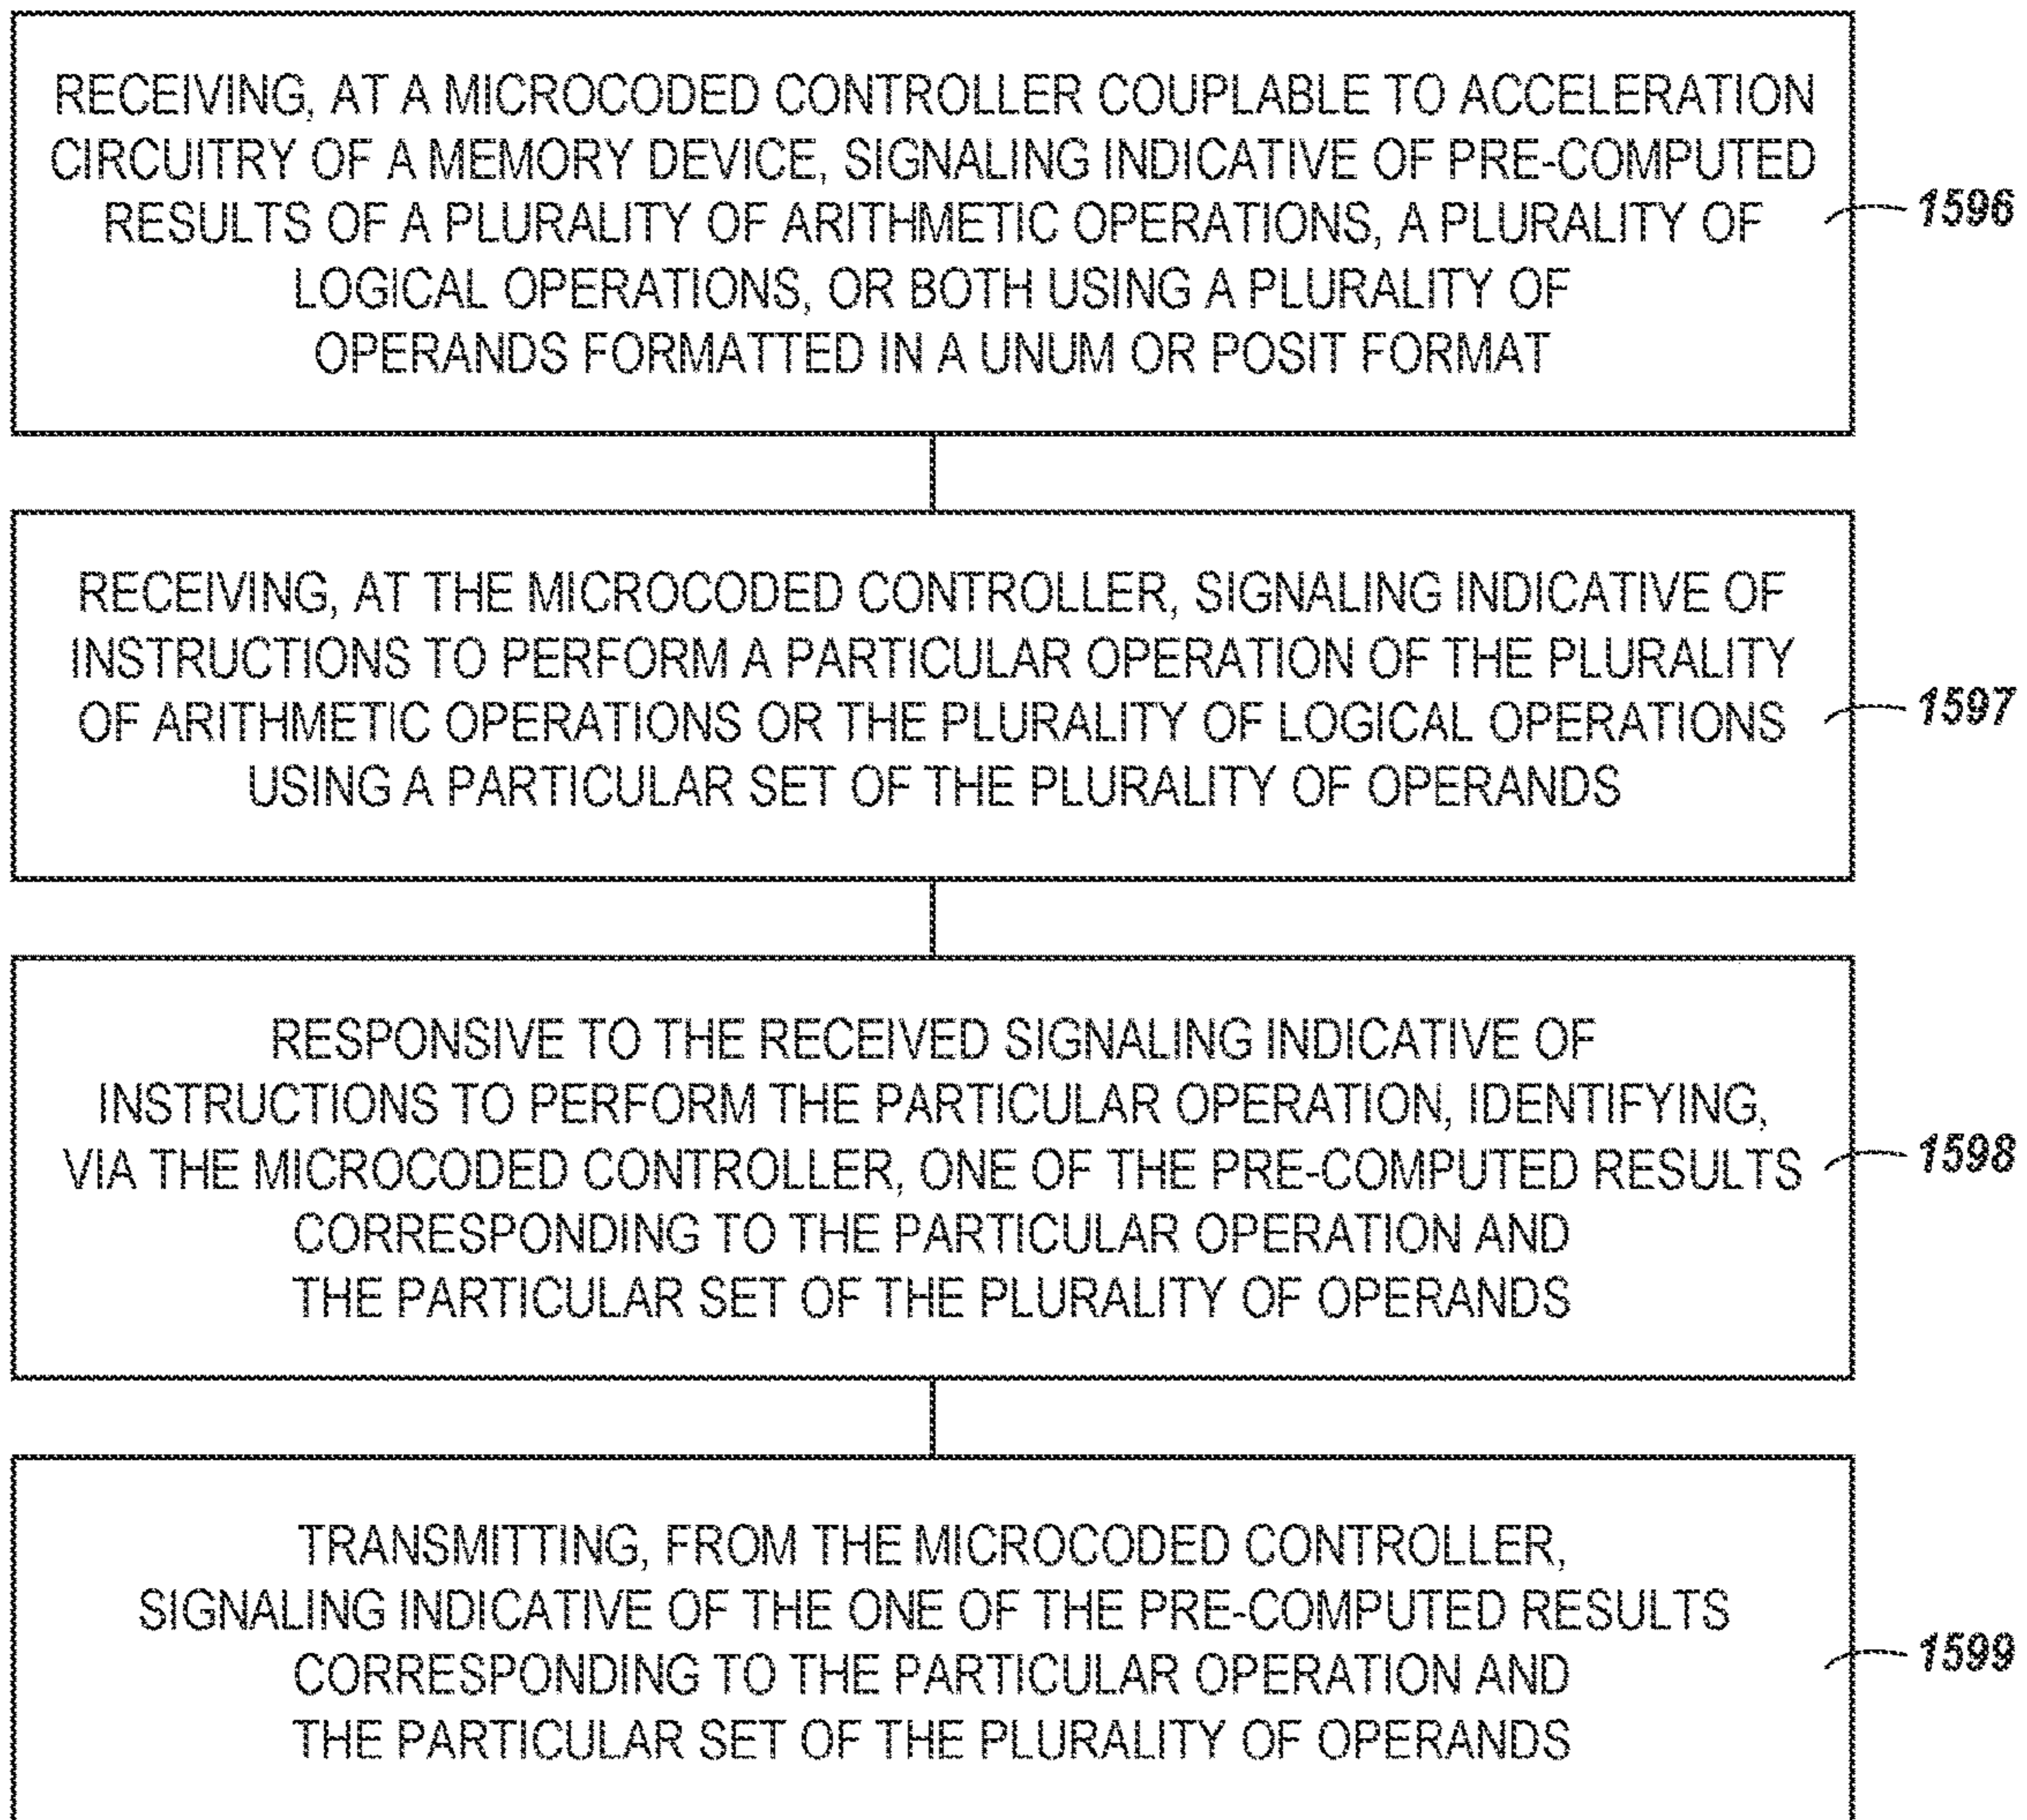 RECEIVING, AT A MICROCODED CONTROLLER COUPLABLE TO ACCELERATION
CIRCUITRY OF A MEMORY DEVICE, SIGNALING INDICATIVE OF PRE-COMPUTED
RESULTS OF A PLURALITY OF ARITHMETIC OPERATIONS, A PLURALITY OF
LOGICAL OPERATIONS, OR BOTH USING A PLURALITY OF
OPERANDS FORMATTED IN A UNUM OR POSIT FORMAT
1596
RECEIVING, AT THE MICROCODED CONTROLLER, SIGNALING INDICATIVE OF
INSTRUCTIONS TO PERFORM A PARTICULAR OPERATION OF THE PLURALITY
OF ARITHMETIC OPERATIONS OR THE PLURALITY OF LOGICAL OPERATIONS
USING A PARTICULAR SET OF THE PLURALITY OF OPERANDS
1597
RESPONSIVE TO THE RECEIVED SIGNALING INDICATIVE OF
INSTRUCTIONS TO PERFORM THE PARTICULAR OPERATION, IDENTIFYING,
VIA THE MICROCODED CONTROLLER, ONE OF THE PRE-COMPUTED RESULTS
CORRESPONDING TO THE PARTICULAR OPERATION AND
THE PARTICULAR SET OF THE PLURALITY OF OPERANDS
1598
TRANSMITTING, FROM THE MICROCODED CONTROLLER,
SIGNALING INDICATIVE OF THE ONE OF THE PRE-COMPUTED RESULTS
CORRESPONDING TO THE PARTICULAR OPERATION AND
THE PARTICULAR SET OF THE PLURALITY OF OPERANDS
1599